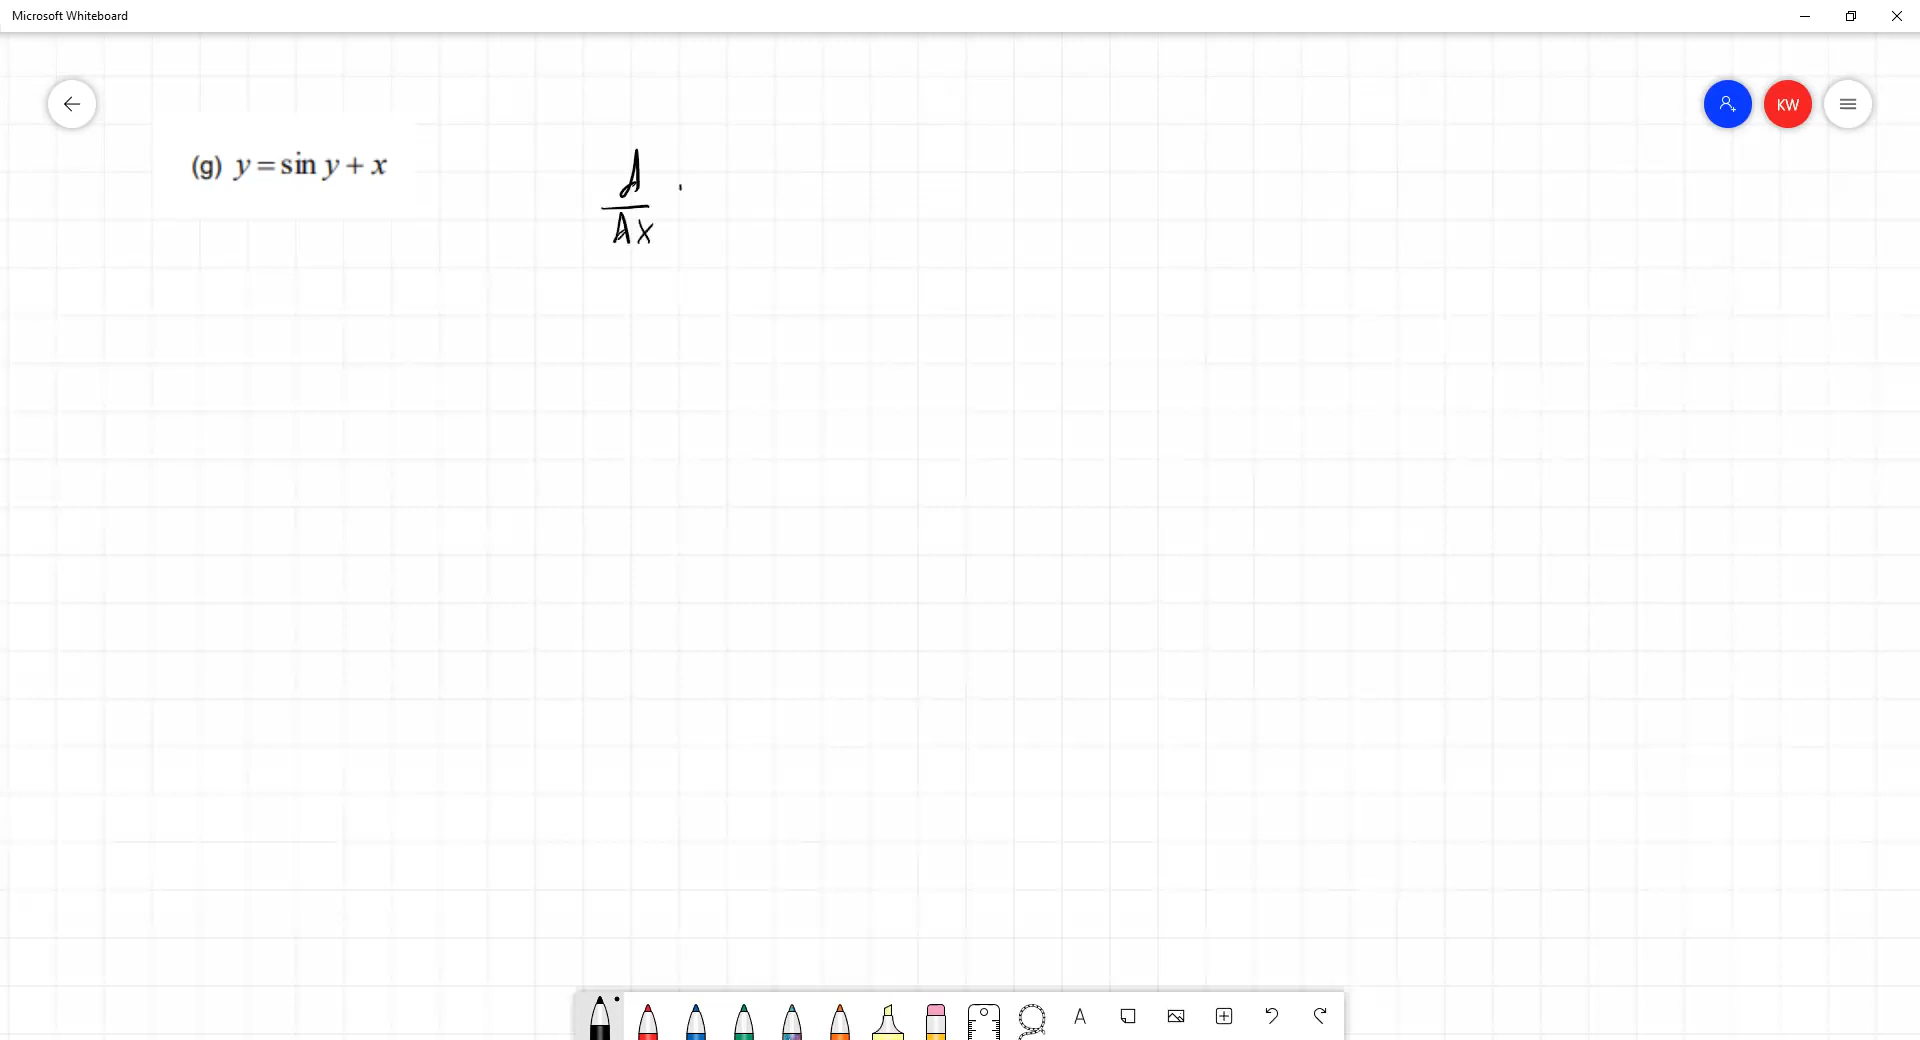 Microsoft Whiteboard
KW
(g) y = sin y + x
d
dx
A